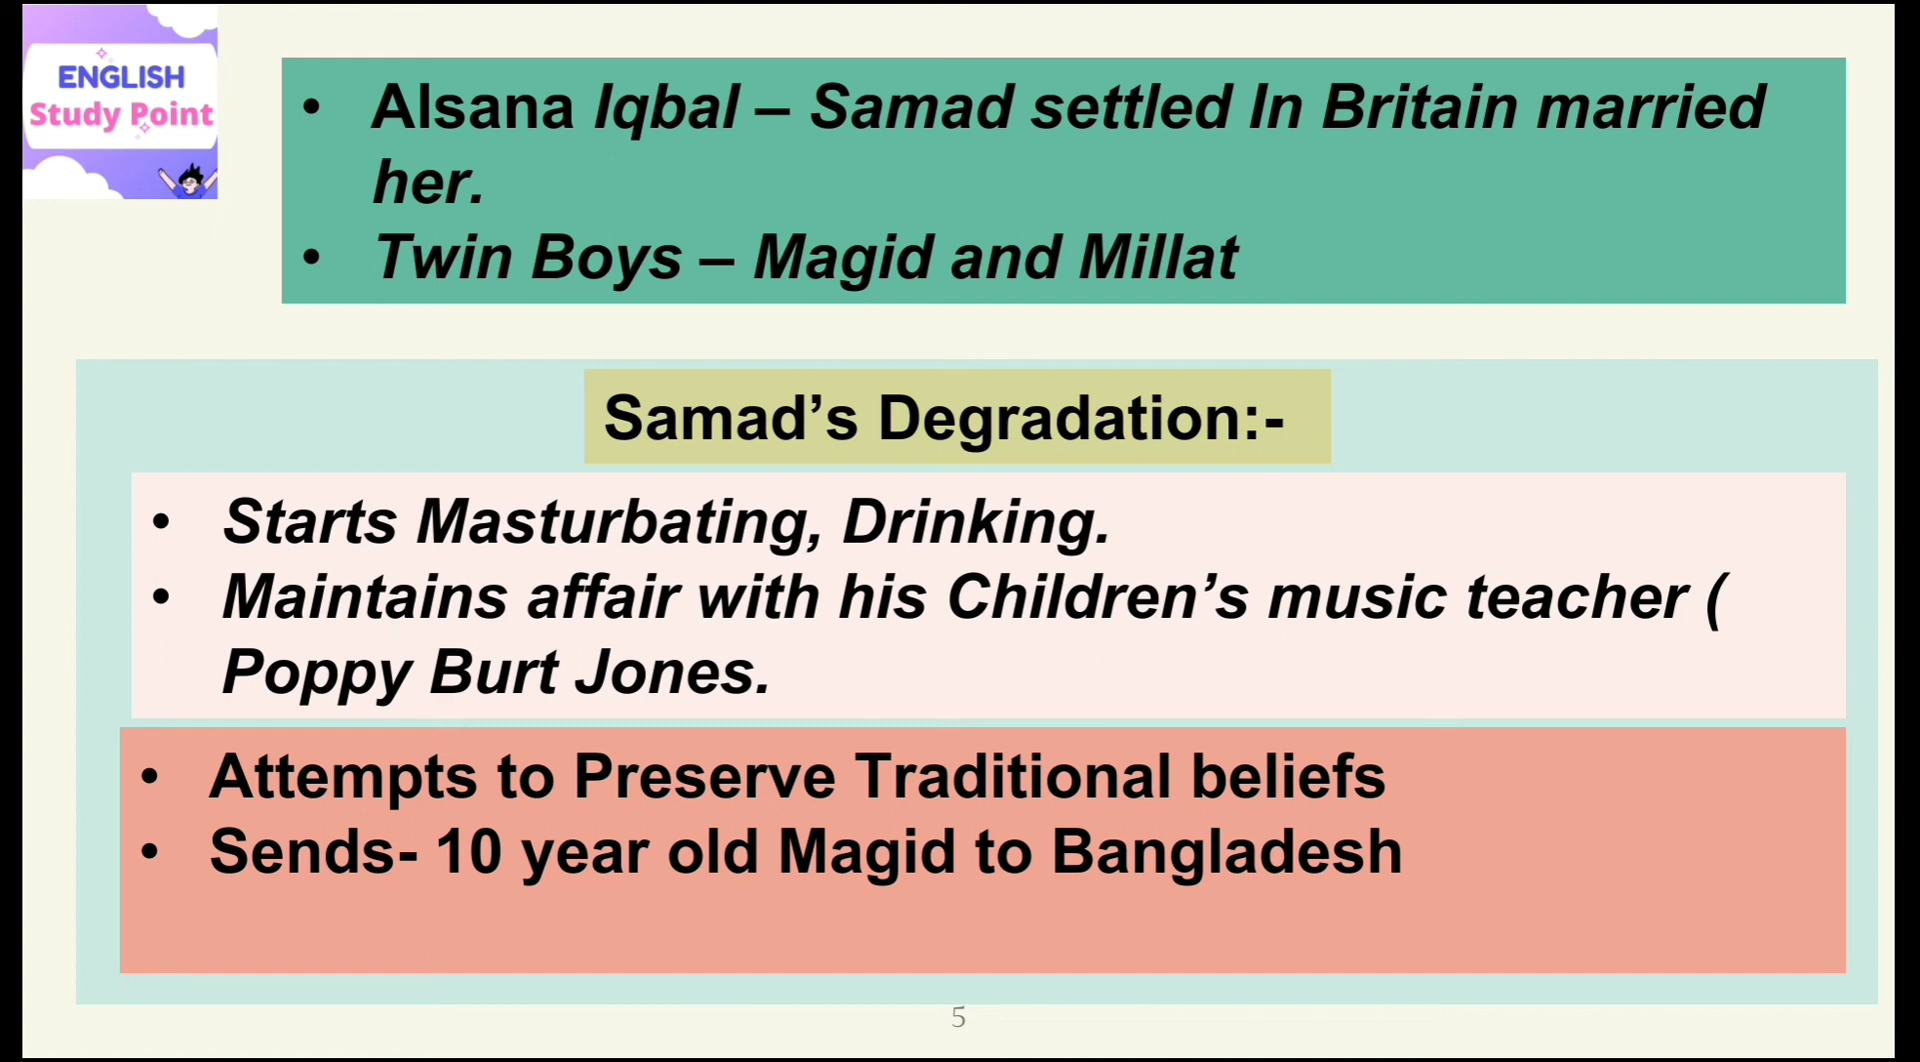 ENGLISH
Study Point
• Alsana Iqbal – Samad settled In Britain married
her.
• Twin Boys – Magid and Millat
Samad’s Degradation:-
• Starts Masturbating, Drinking.
• Maintains affair with his Children’s music teacher (
Poppy Burt Jones.
• Attempts to Preserve Traditional beliefs
• Sends- 10 year old Magid to Bangladesh
5